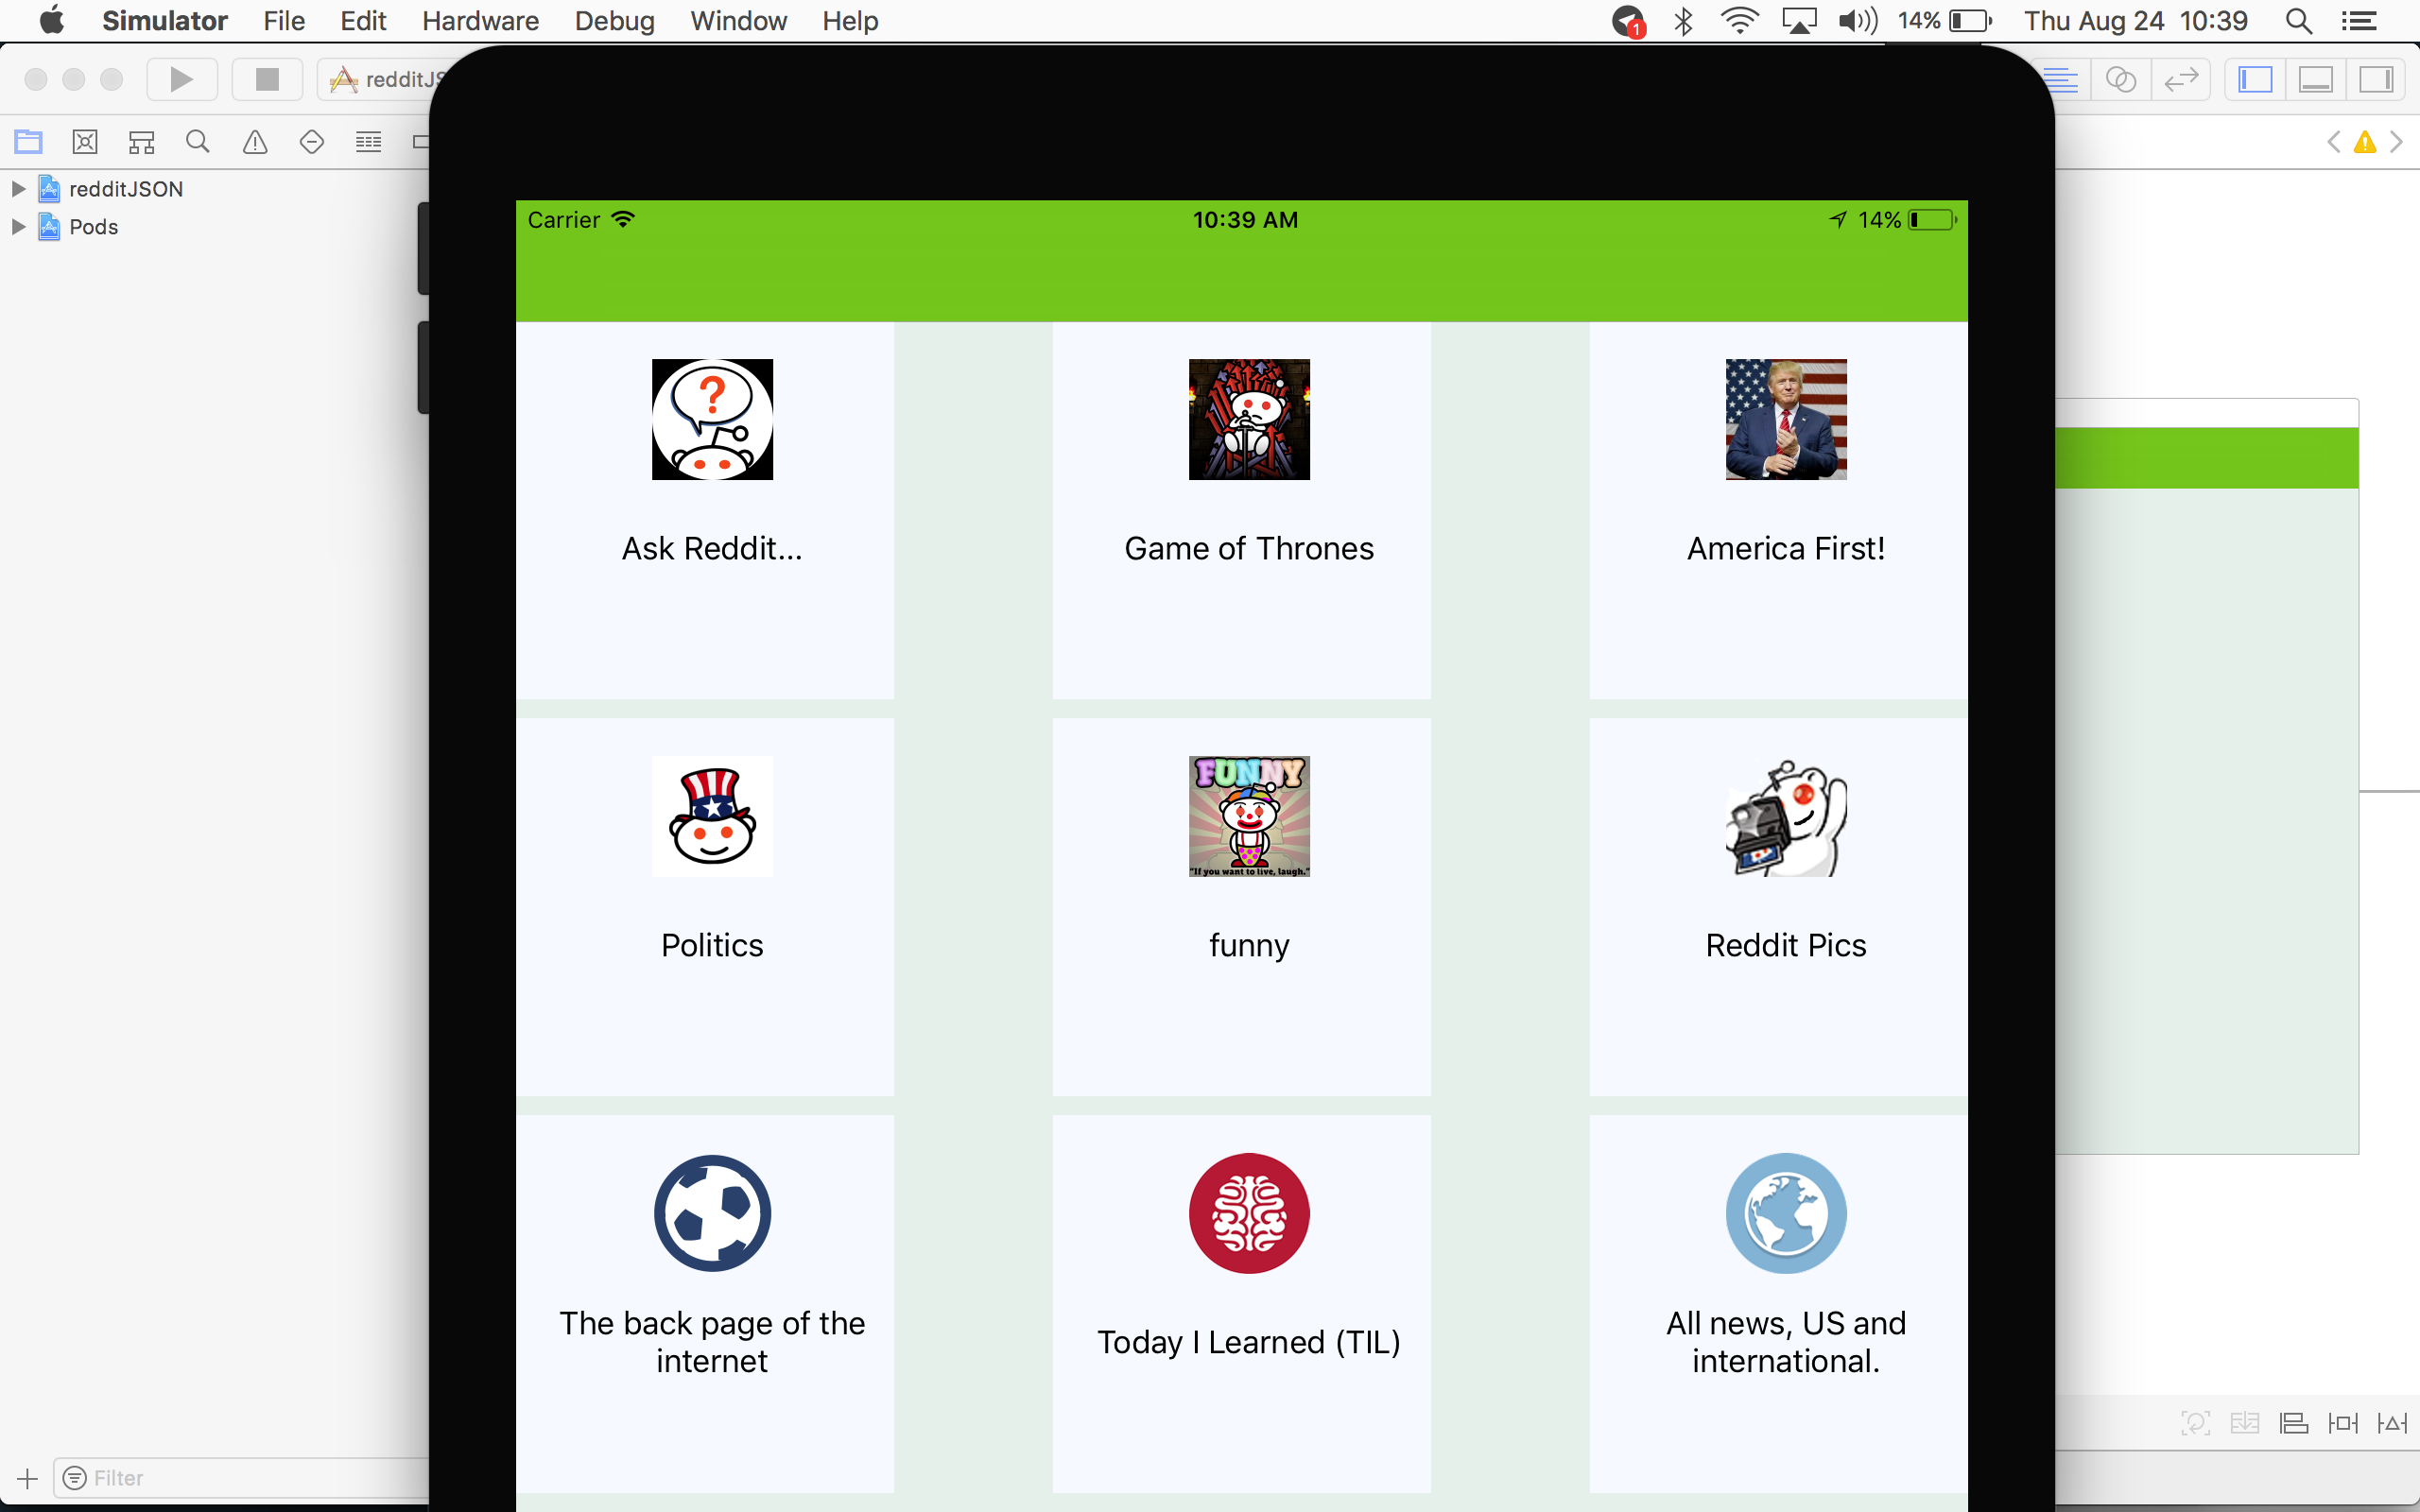 Simulator File Edit Hardware Debug Window Help 1 14% Thu Aug 24 10:39
redditJS
redditJSON
Pods
Carrier 10:39 AM 14%
?
Ask Reddit...
Game of Thrones
America First!
FUNNY
"If you want to live, laugh."
Politics
funny
Reddit Pics
The back page of the
internet
Today I Learned (TIL)
All news, US and
international.
Filter